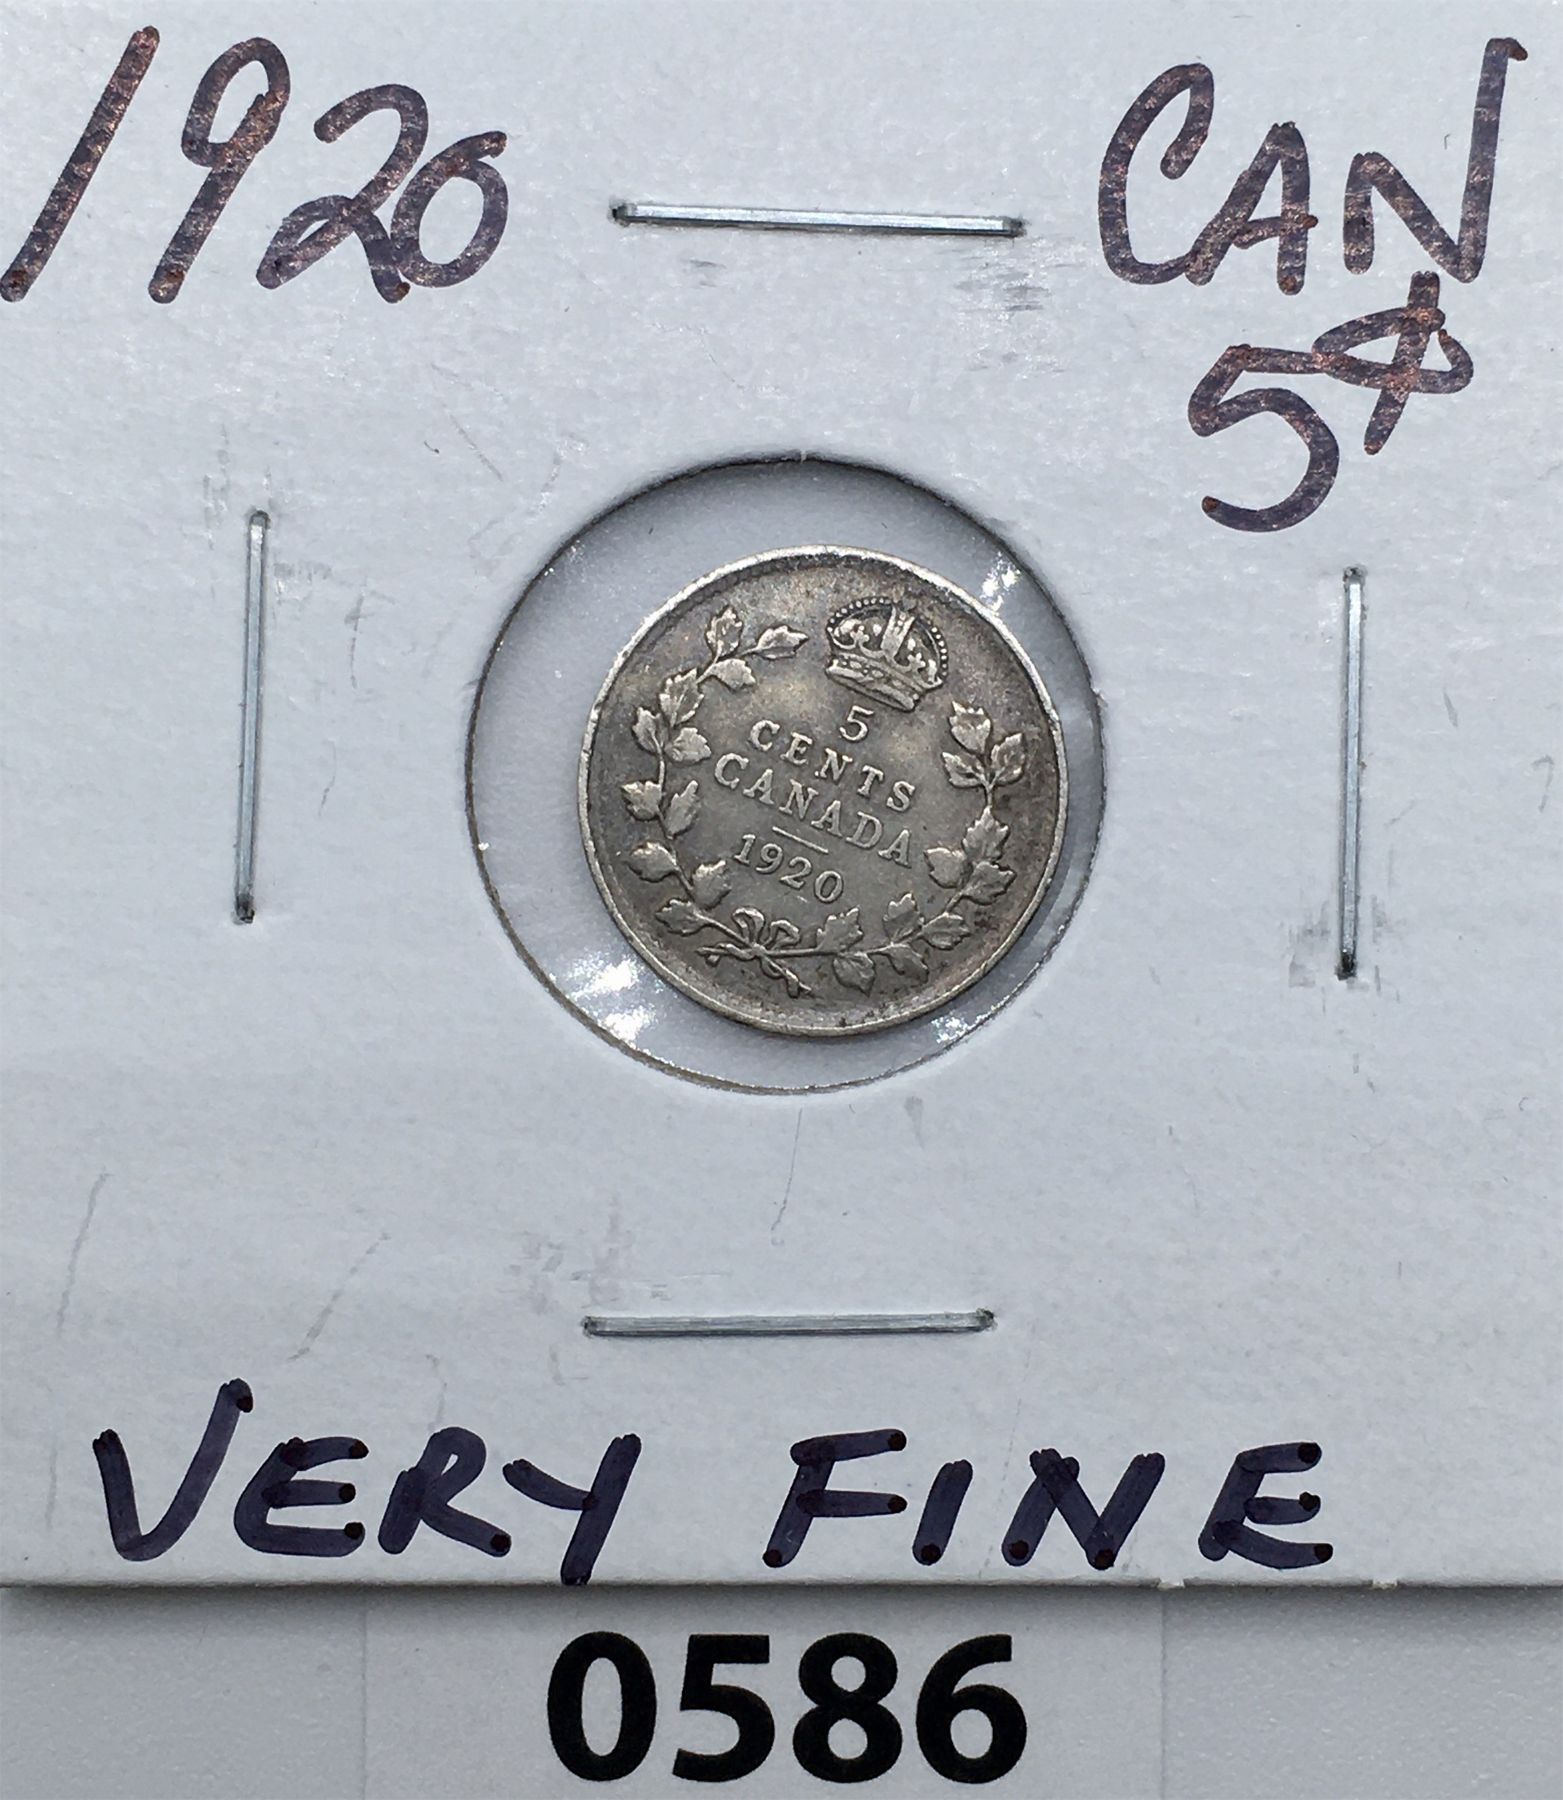 1920 CAN
5¢
5
CENTS
CANADA
1920
VERY FINE
0586